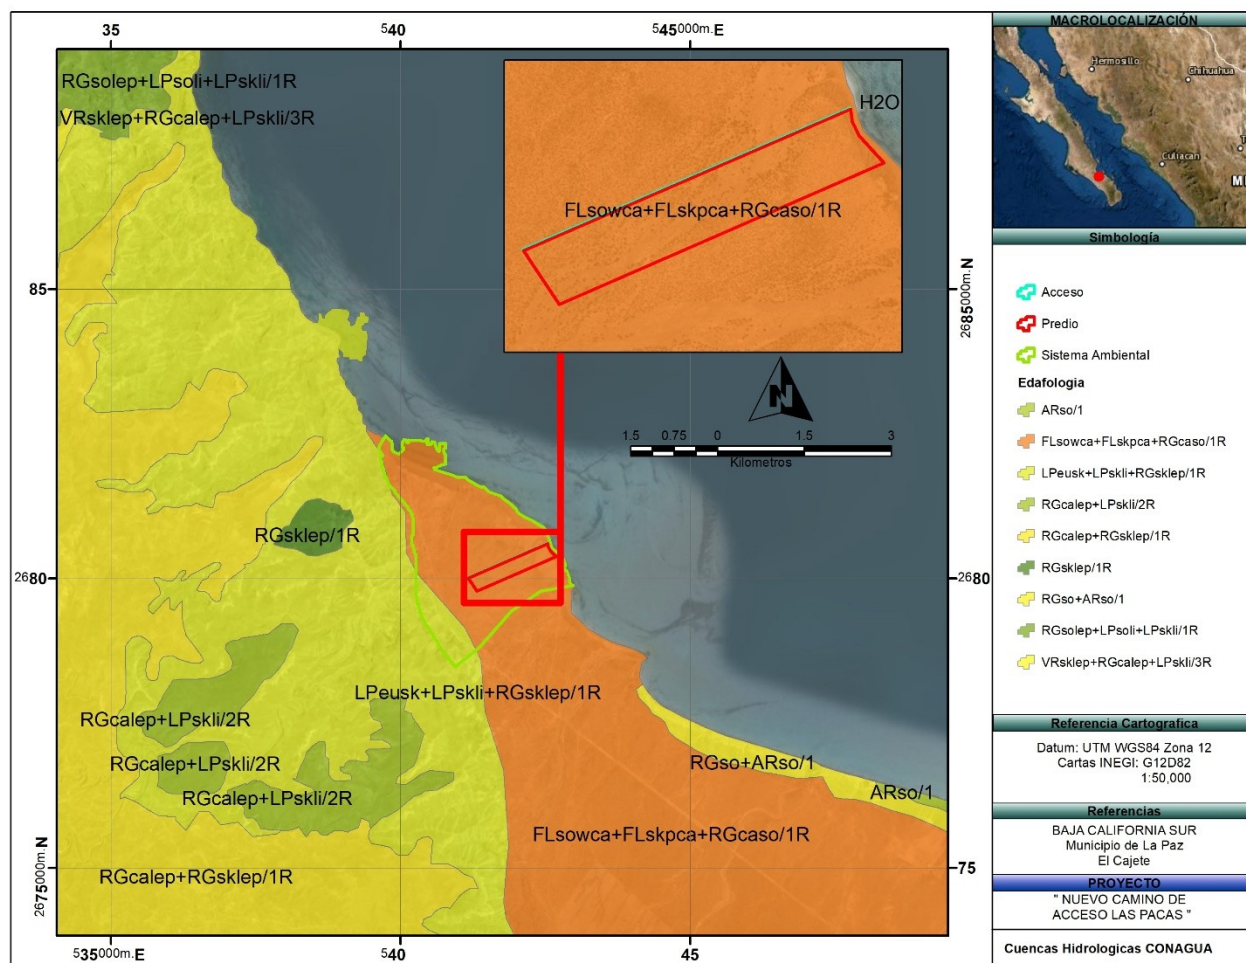 35
540
545000m.E
RGsolep+LPsoli+LPskli/1R
VRsklep+RGcalep+LPskli/3R
H2O
FLsowca+FLskpca+RGcaso/1R
85
2685000m.N
N
1.5 0.75 0 1.5 3
Kilometros
RGsklep/1R
2680
2680
LPeusk+LPskli+RGsklep/1R
RGcalep+LPskli/2R
RGcalep+LPskli/2R
RGcalep+LPskli/2R
RGso+ARso/1
ARso/1
FLsowca+FLskpca+RGcaso/1R
RGcalep+RGsklep/1R
2675000m.N
75
535000m.E
540
45
MACROLOCALIZACIÓN
Hermosillo
Chihuahua
Culiacan
Simbología
Acceso
Predio
Sistema Ambiental
Edafologia
ARso/1
FLsowca+FLskpca+RGcaso/1R
LPeusk+LPskli+RGsklep/1R
RGcalep+LPskli/2R
RGcalep+RGsklep/1R
RGsklep/1R
RGso+ARso/1
RGsolep+LPsoli+LPskli/1R
VRsklep+RGcalep+LPskli/3R
Referencia Cartografica
Datum: UTM WGS84 Zona 12
Cartas INEGI: G12D82
1:50,000
Referencias
BAJA CALIFORNIA SUR
Municipio de La Paz
El Cajete
PROYECTO
" NUEVO CAMINO DE
ACCESO LAS PACAS "
Cuencas Hidrologicas CONAGUA